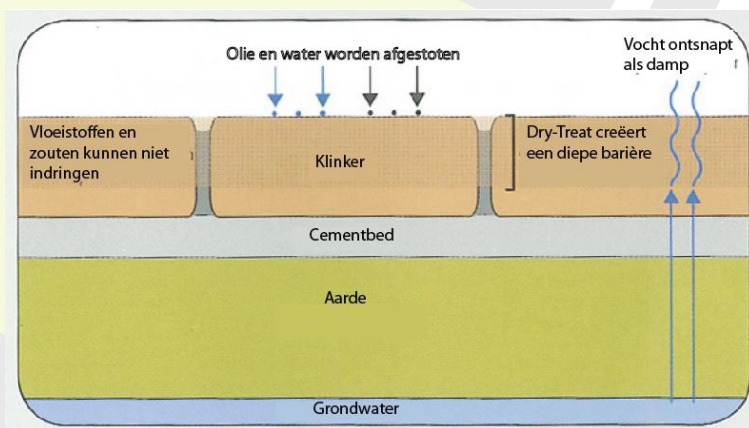 Olie en water worden afgestoten
Vocht ontsnapt
als damp
Vloeistoffen en
zouten kunnen niet
indringen
Klinker
Dry-Treat creëert
een diepe barière
Cementbed
Aarde
Grondwater